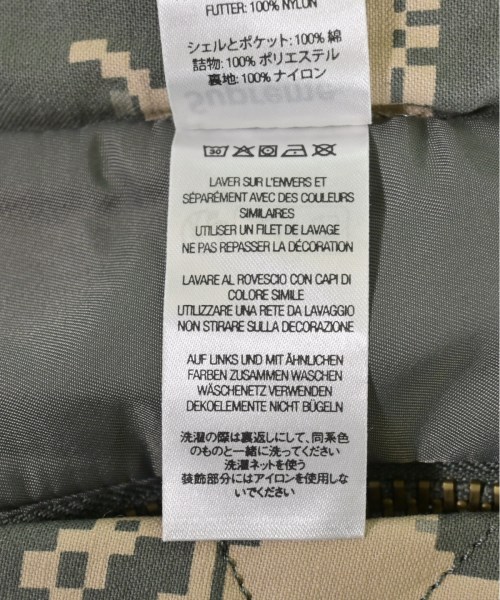 FUTTER: 100% NYLON
シェルとポケット: 100% 綿
詰物: 100% ポリエステル
裏地: 100% ナイロン
Supreme
30
LAVER SUR L'ENVERS ET
SÉPARÉMENT AVEC DES COULEURS
SIMILAIRES
UTILISER UN FILET DE LAVAGE
NE PAS REPASSER LA DÉCORATION
LAVARE AL ROVESCIO CON CAPI DI
COLORE SIMILE
UTILIZZARE UNA RETE DA LAVAGGIO
NON STIRARE SULLA DECORAZIONE
AUF LINKS UND MIT ÄHNLICHEN
FARBEN ZUSAMMEN WASCHEN
WÄSCHENETZ VERWENDEN
DEKOELEMENTE NICHT BÜGELN
洗濯の際は裏返しにして、同系色
のものと一緒に洗ってください
洗濯ネットを使う
装飾部分にはアイロンを使用しな
いでください